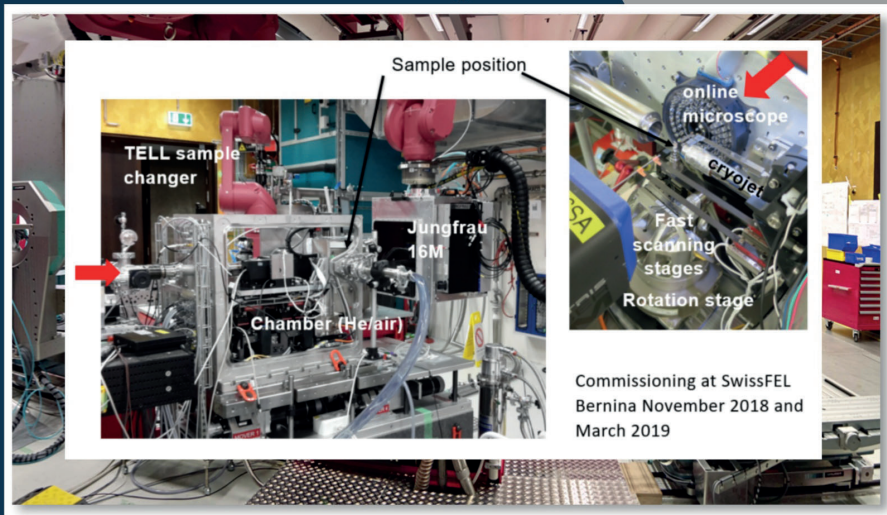 Sample position
TELL sample
changer
Jungfrau
16M
Chamber (He/air)
online
microscope
cryojet
SA
Fast
scanning
stages
Rotation stage
Commissioning at SwissFEL
Bernina November 2018 and
March 2019